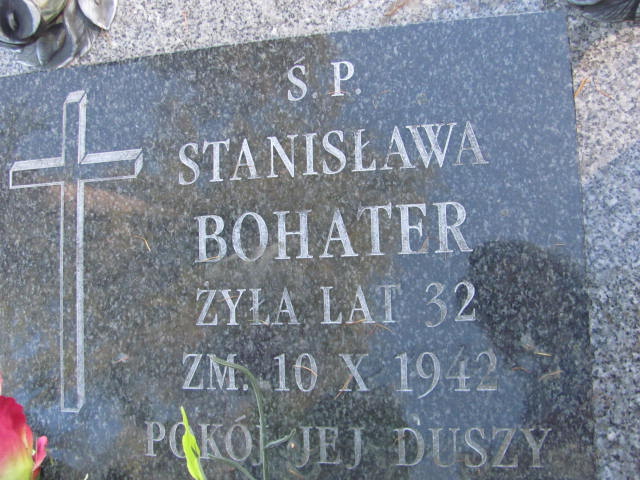 Ś.P.
STANISŁAWA
BOHATER
ŻYŁA LAT 32
ZM. 10 X 1942
POKÓJ JEJ DUSZY